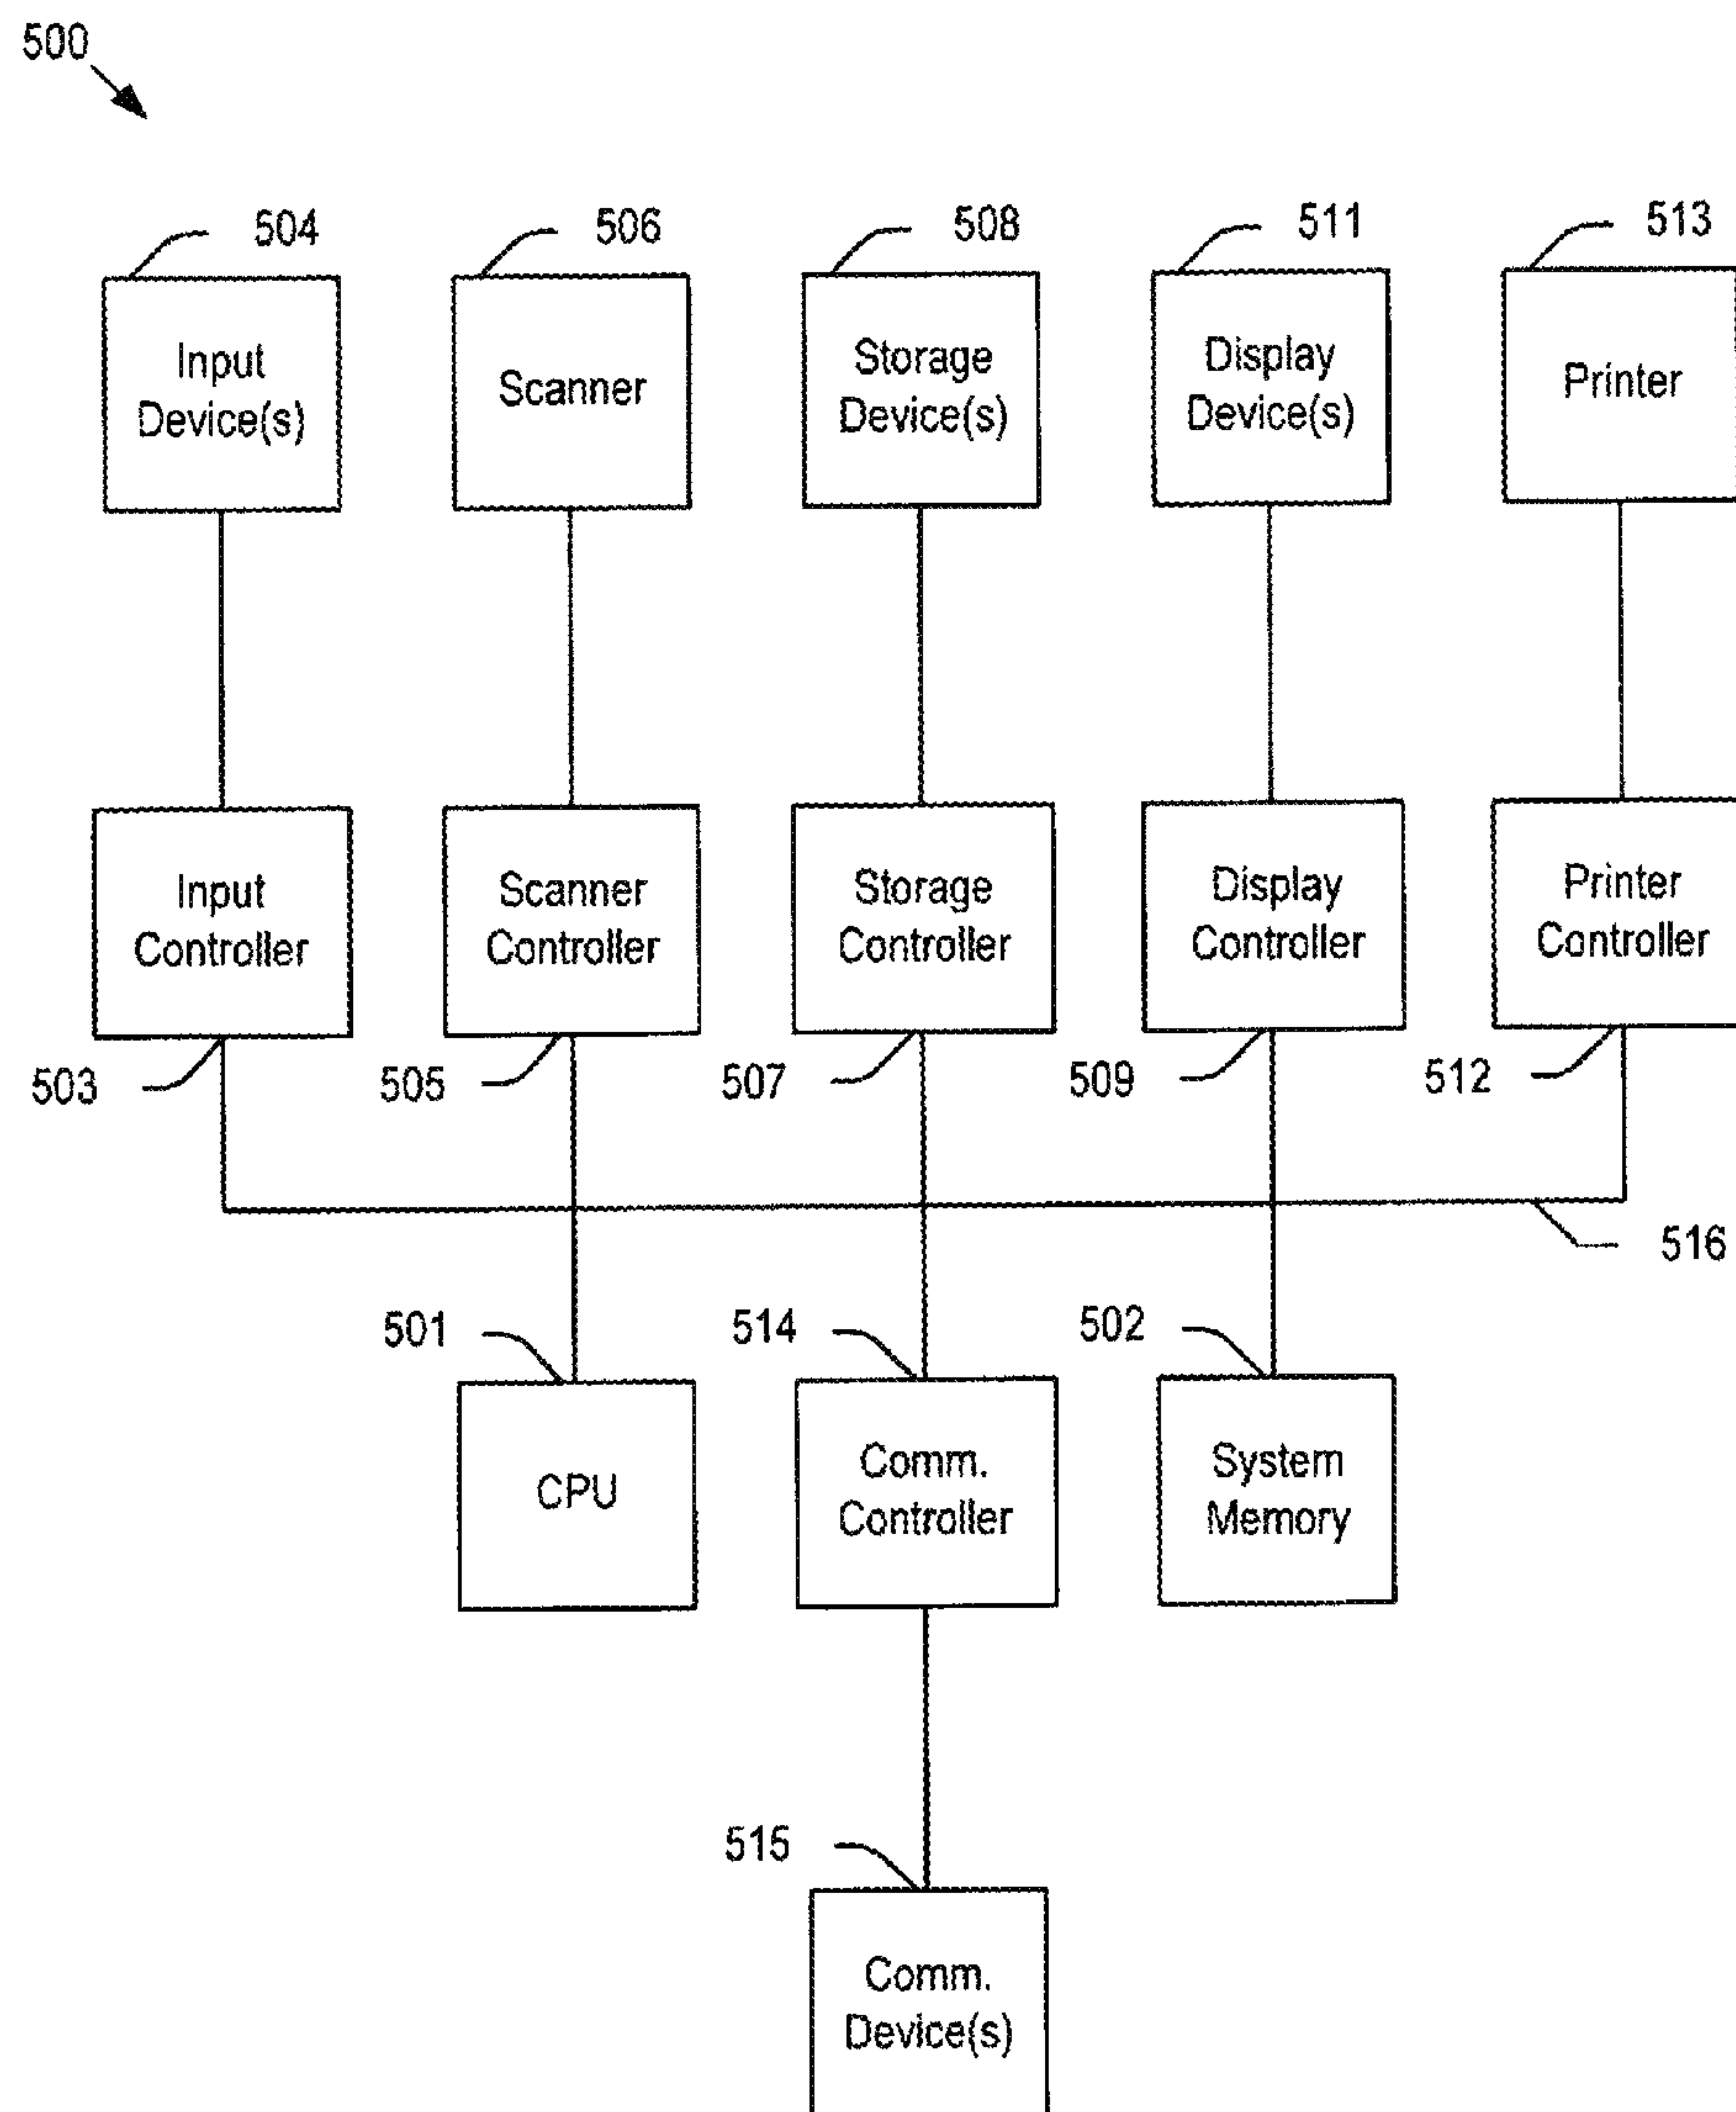 500
504
506
508
511
513
Input
Device(s)
Scanner
Storage
Device(s)
Display
Device(s)
Printer
Input
Controller
Scanner
Controller
Storage
Controller
Display
Controller
Printer
Controller
503
505
507
509
512
516
501
514
502
CPU
Comm.
Controller
System
Memory
515
Comm.
Device(s)